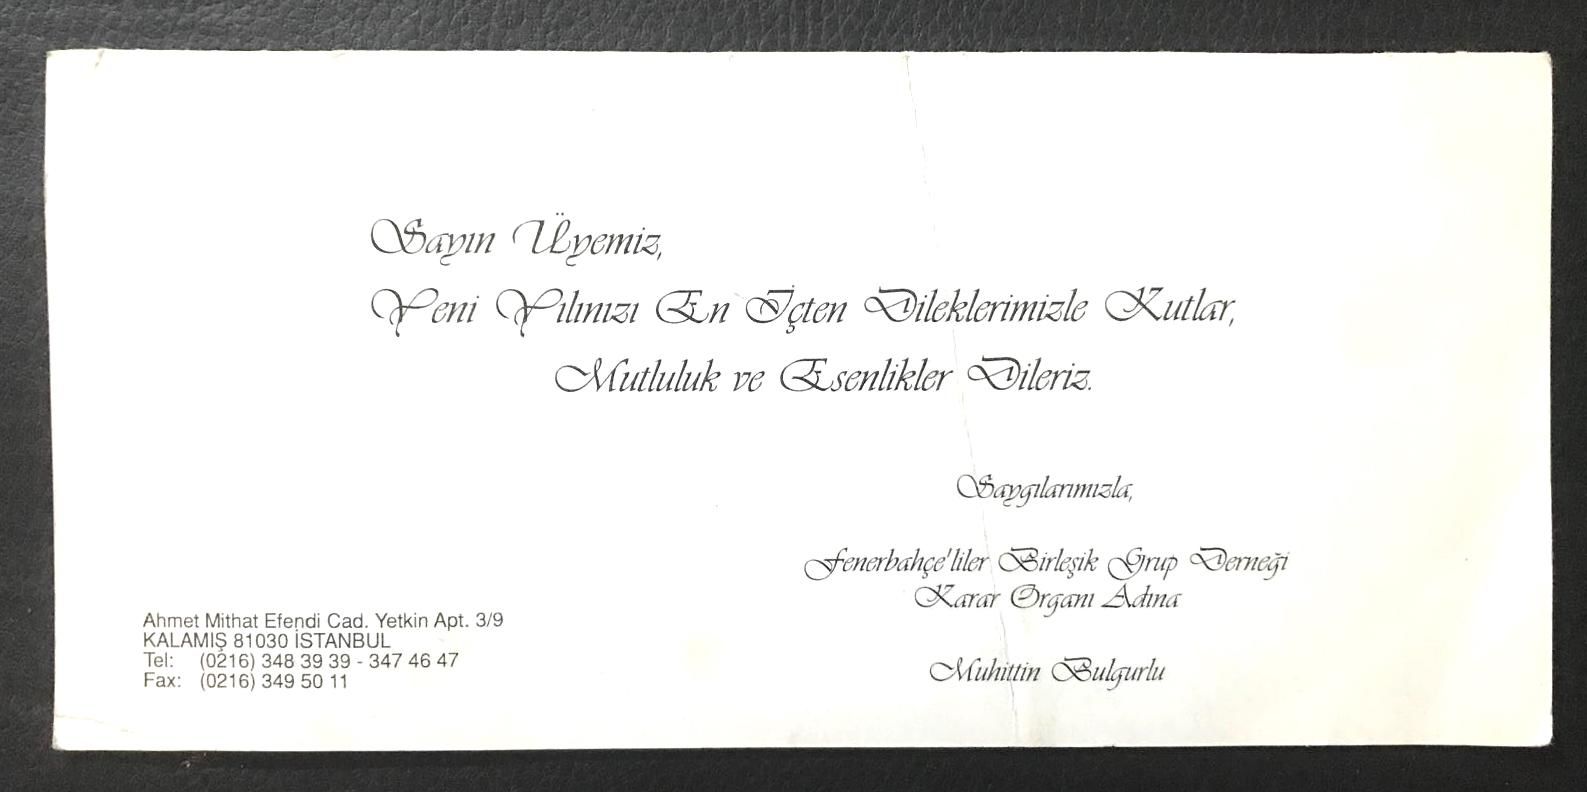 Sayın Üyemiz,
Yeni Yılınızı En İçten Dileklerimizle Kutlar,
Mutluluk ve Esenlikler Dileriz.
Saygılarımızla,
Fenerbahçe'liler Birleşik Grup Derneği
Karar Organı Adına
Muhittin Bulgurlu
Ahmet Mithat Efendi Cad. Yetkin Apt. 3/9
KALAMIŞ 81030 İSTANBUL
Tel: (0216) 348 39 39 - 347 46 47
Fax: (0216) 349 50 11